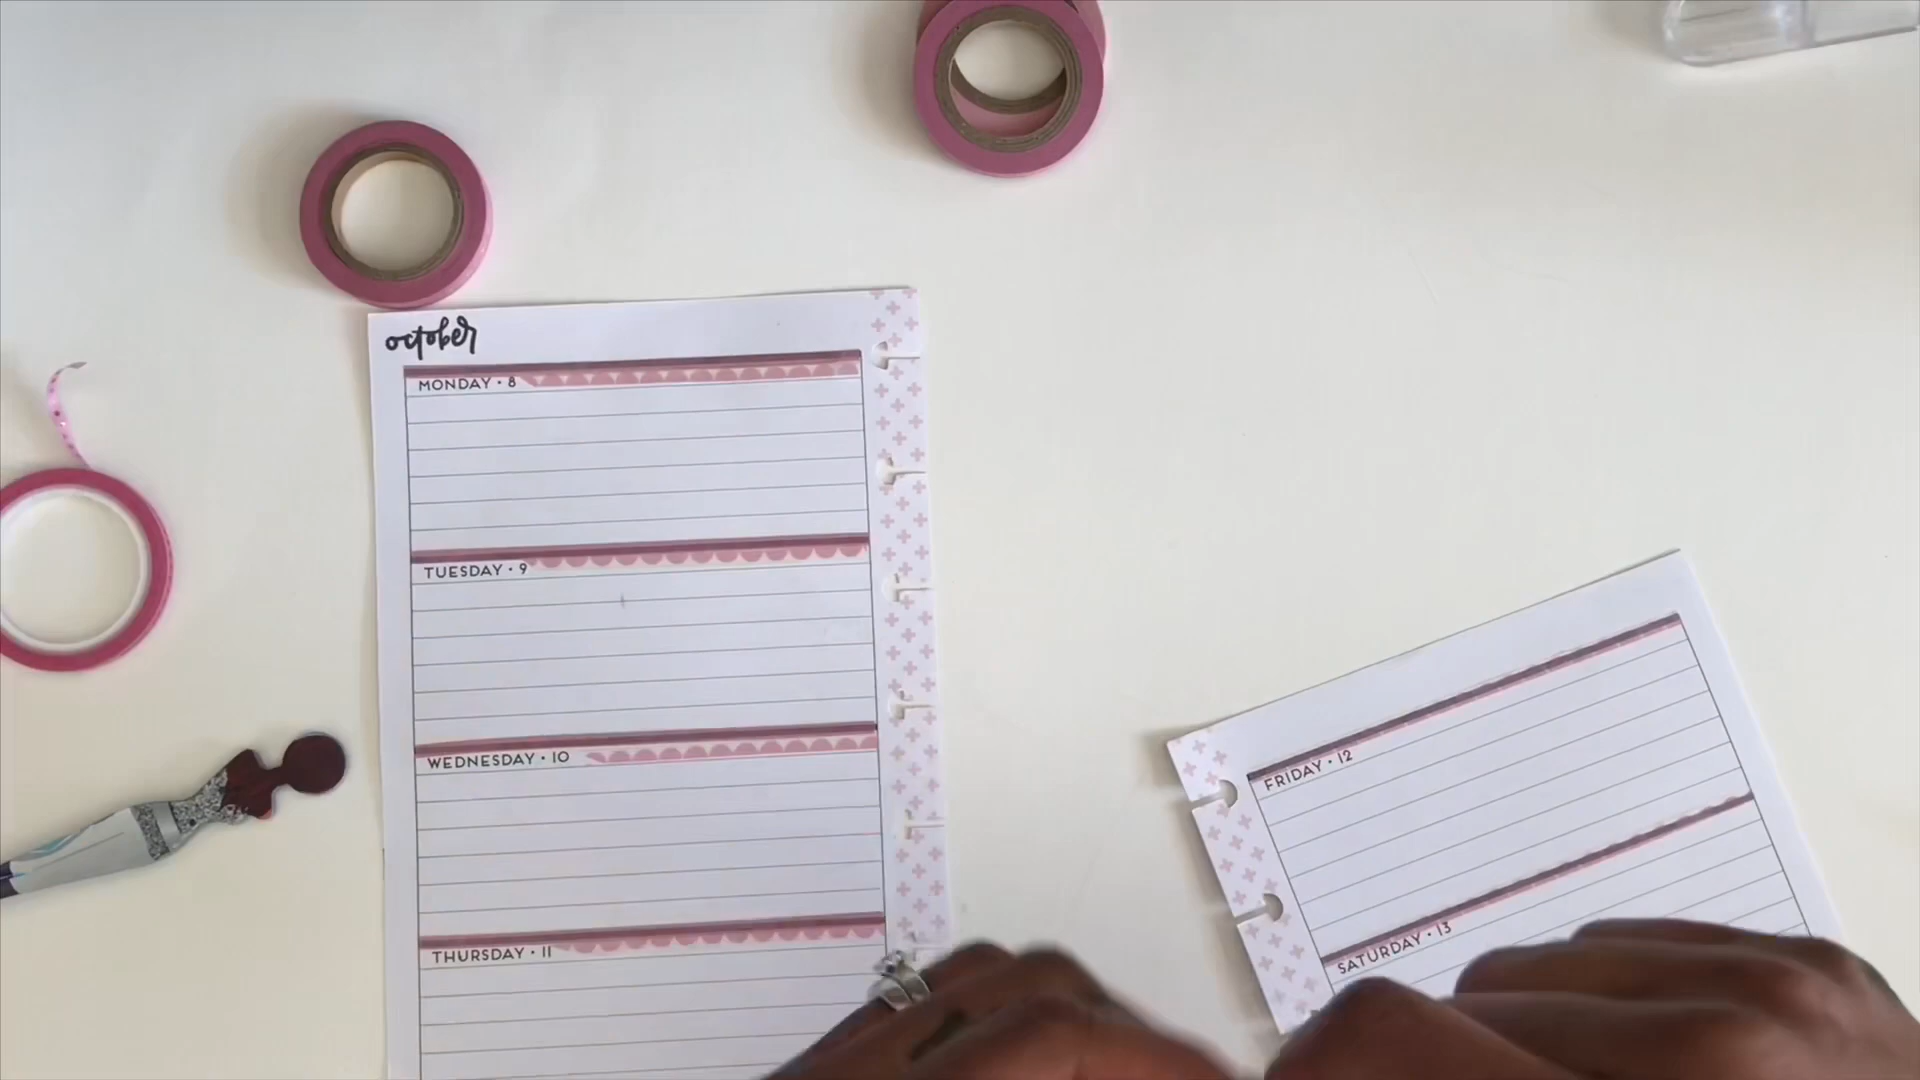 october
MONDAY • 8
TUESDAY • 9
WEDNESDAY • 10
THURSDAY • 11
FRIDAY • 12
SATURDAY • 13